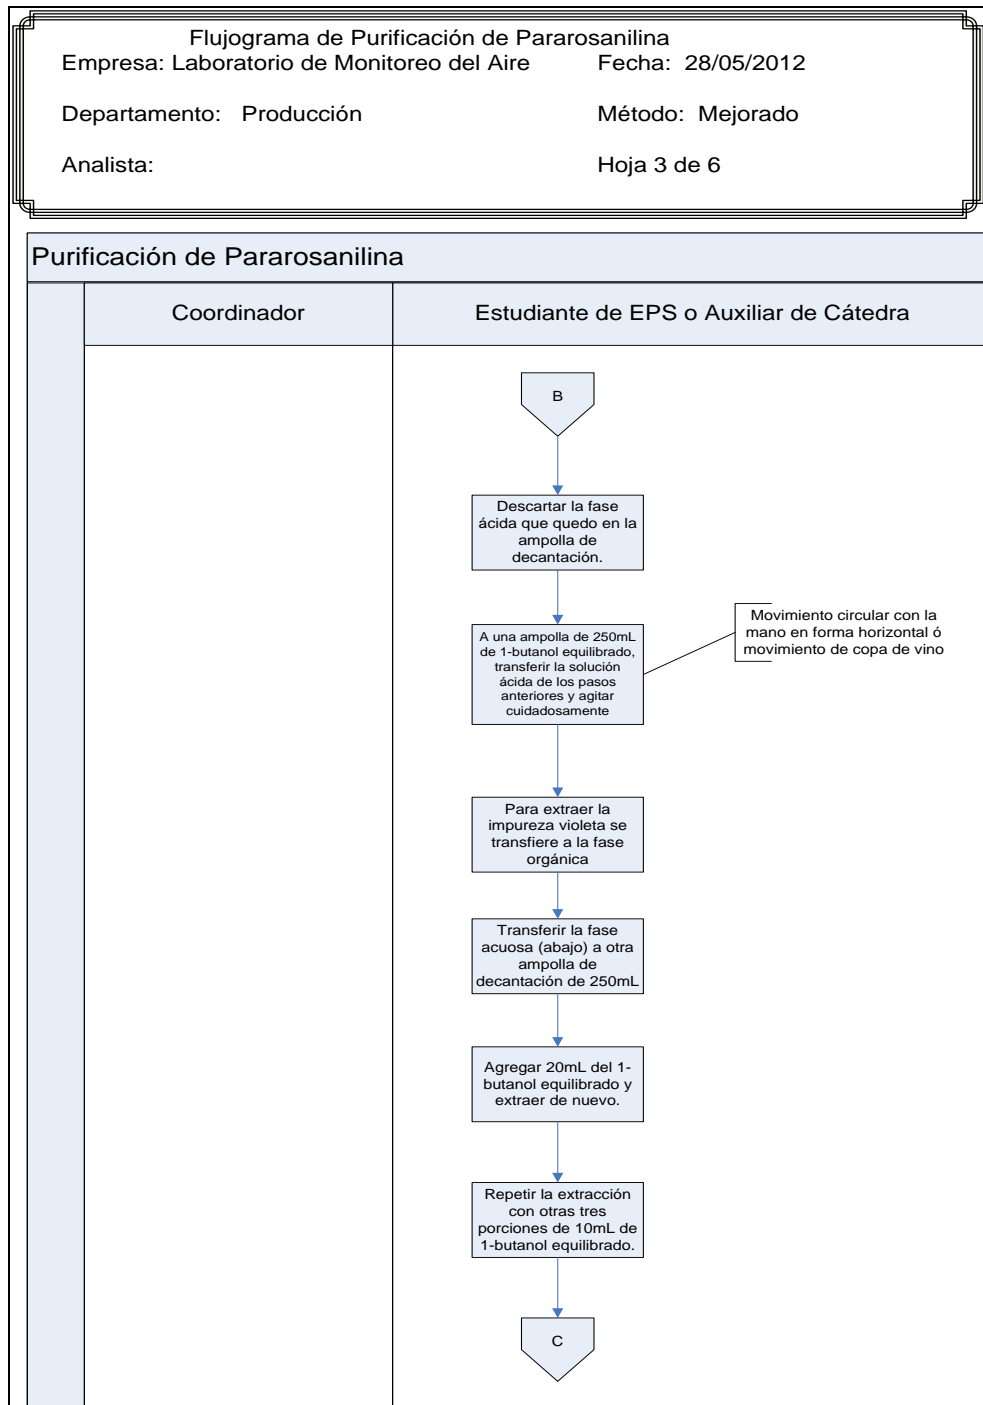 Flujograma de Purificación de Pararosanilina
Empresa: Laboratorio de Monitoreo del Aire
Fecha: 28/05/2012
Departamento: Producción
Método: Mejorado
Analista:
Hoja 3 de 6
Purificación de Pararosanilina
Coordinador
Estudiante de EPS o Auxiliar de Cátedra
B
Descartar la fase
ácida que quedo en la
ampolla de
decantación.
A una ampolla de 250mL
de 1-butanol equilibrado,
transferir la solución
ácida de los pasos
anteriores y agitar
cuidadosamente
Movimiento circular con la
mano en forma horizontal ó
movimiento de copa de vino
Para extraer la
impureza violeta se
transfiere a la fase
orgánica
Transferir la fase
acuosa (abajo) a otra
ampolla de
decantación de 250mL
Agregar 20mL del 1-
butanol equilibrado y
extraer de nuevo.
Repetir la extracción
con otras tres
porciones de 10mL de
1-butanol equilibrado.
C